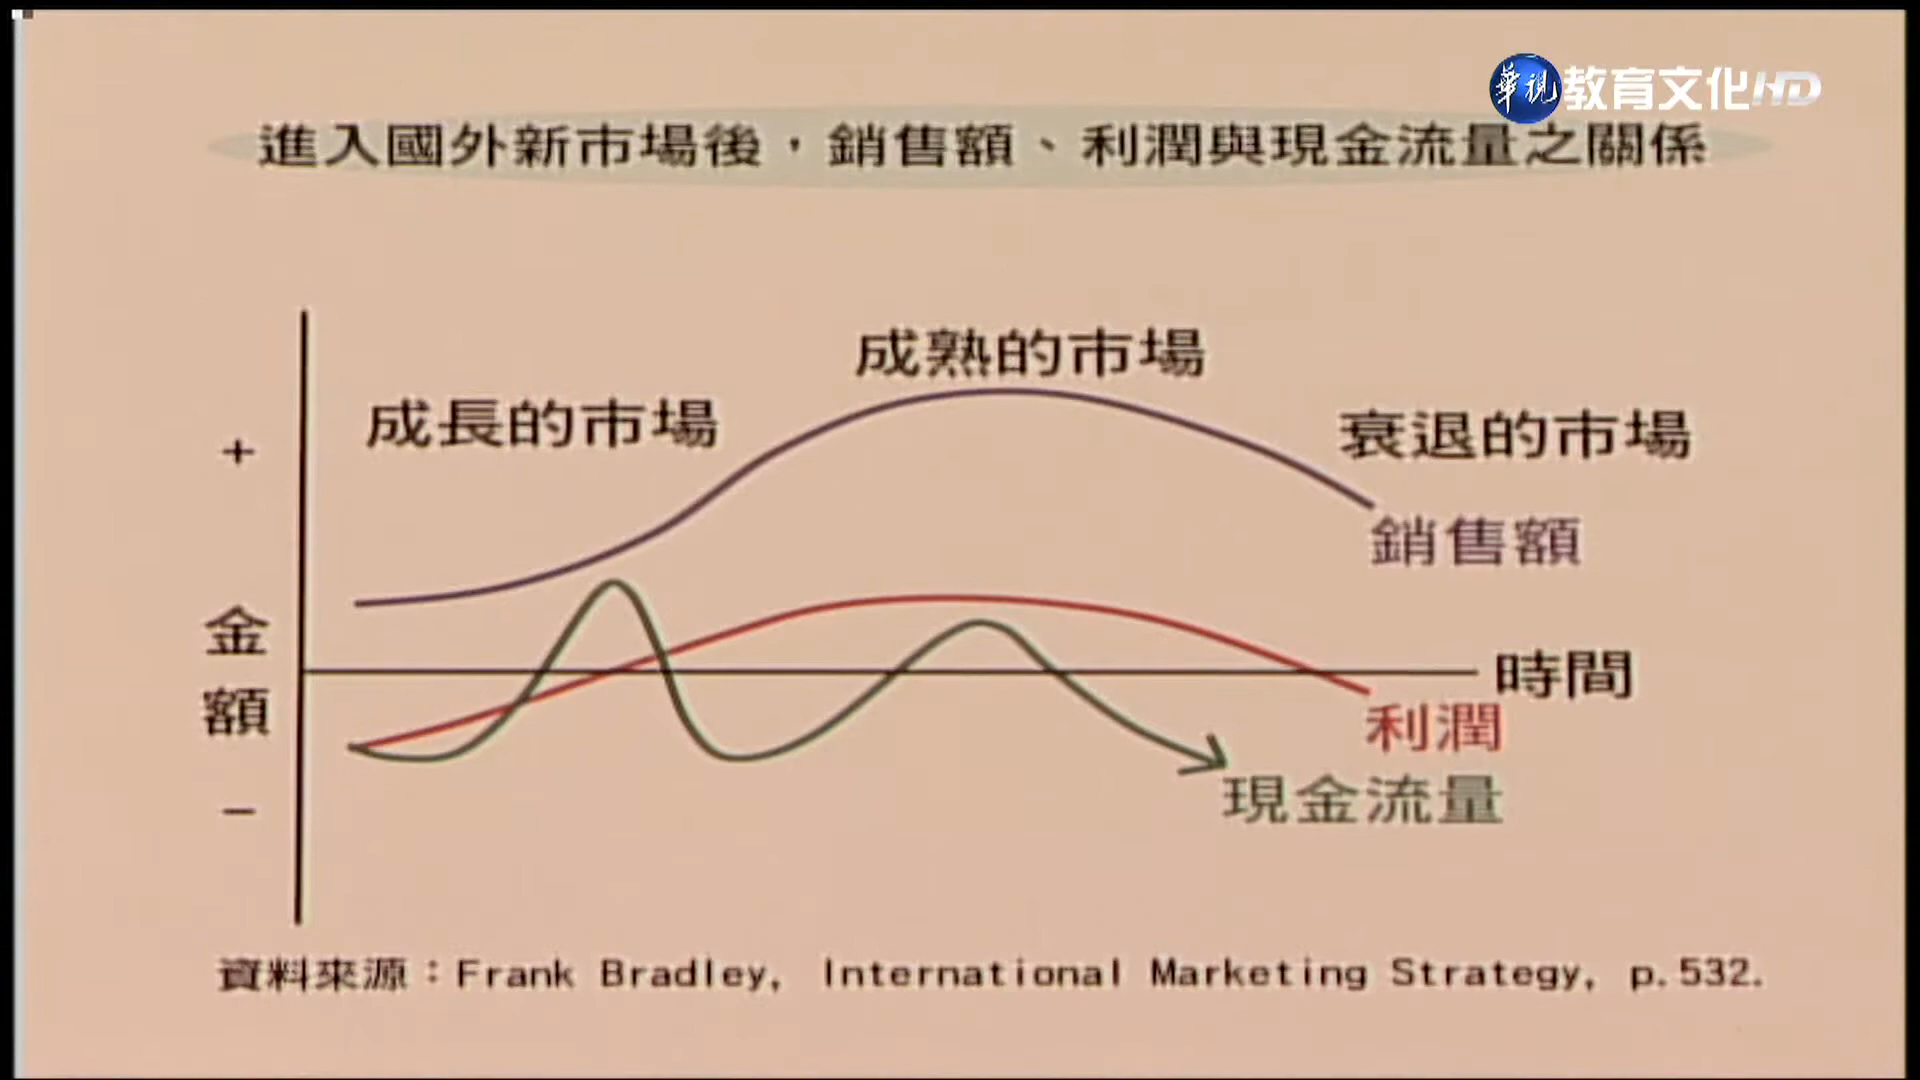 華視 教育文化HD
進入國外新市場後，銷售額、利潤與現金流量之關係
成熟的市場
成長的市場
衰退的市場
+
銷售額
金額
時間
利潤
現金流量
−
資料來源：Frank Bradley, International Marketing Strategy, p.532.